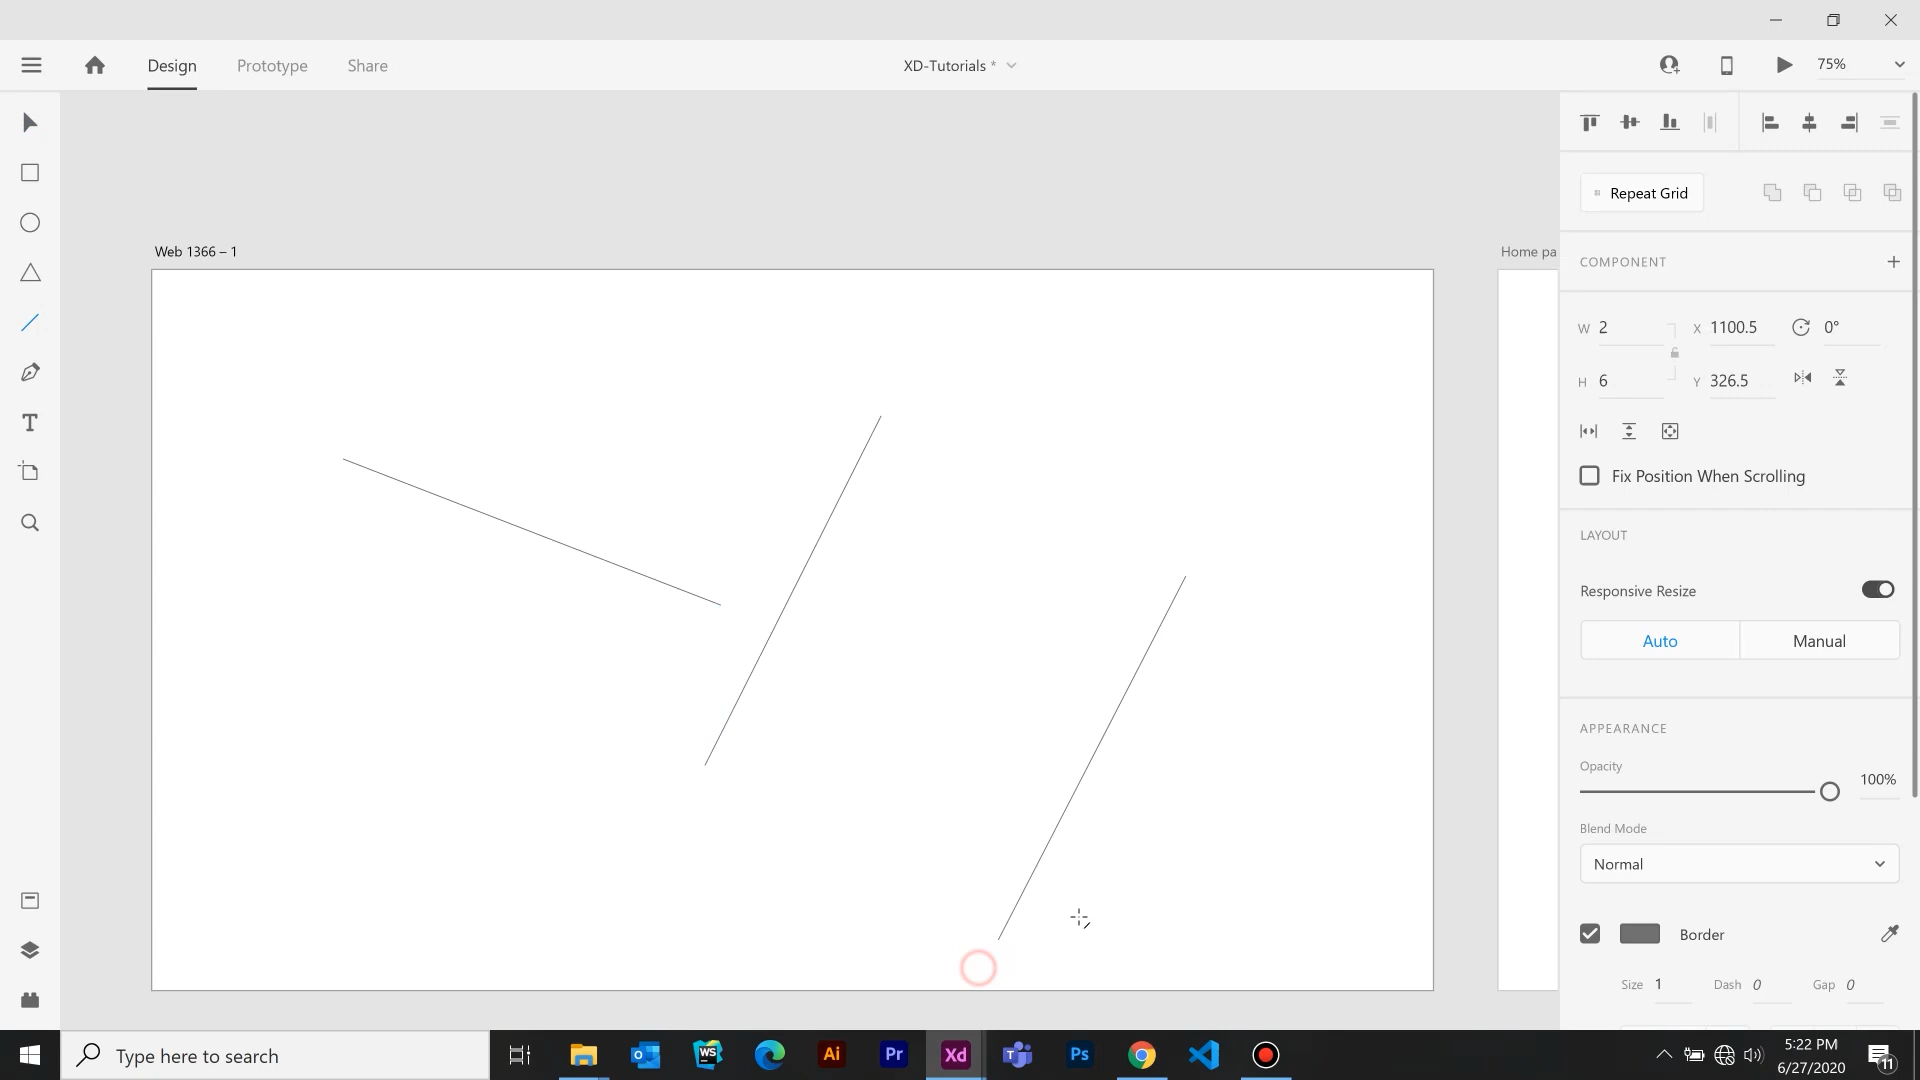 Design Prototype Share XD-Tutorials * 75%
Repeat Grid
Web 1366 – 1 Home pa
COMPONENT
W 2 X 1100.5 0°
H 6 Y 326.5
Fix Position When Scrolling
LAYOUT
Responsive Resize
Auto Manual
APPEARANCE
Opacity
100%
Blend Mode
Normal
Border
Size 1 Dash 0 Gap 0
T
Type here to search WS Ai Pr Xd T Ps 5:22 PM
6/27/2020 11